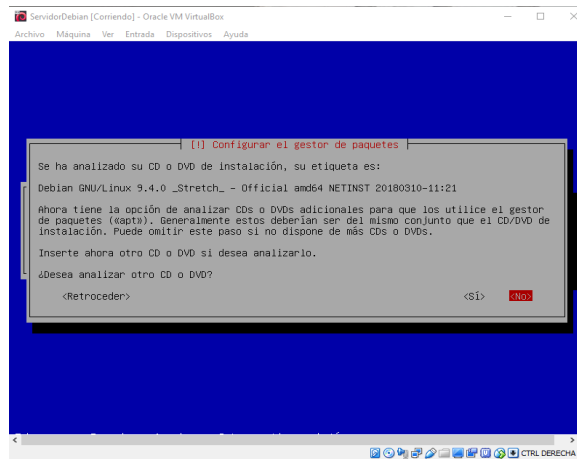 ServidorDebian [Corriendo] - Oracle VM VirtualBox
Archivo Máquina Ver Entrada Dispositivos Ayuda
[!] Configurar el gestor de paquetes
Se ha analizado su CD o DVD de instalación, su etiqueta es:
Debian GNU/Linux 9.4.0 _Stretch_ - Official amd64 NETINST 20180310-11:21
Ahora tiene la opción de analizar CDs o DVDs adicionales para que los utilice el gestor
de paquetes («apt»). Generalmente estos deberían ser del mismo conjunto que el CD/DVD de
instalación. Puede omitir este paso si no dispone de más CDs o DVDs.
Inserte ahora otro CD o DVD si desea analizarlo.
¿Desea analizar otro CD o DVD?
<Retroceder> <Sí> <No>
CTRL DERECHA